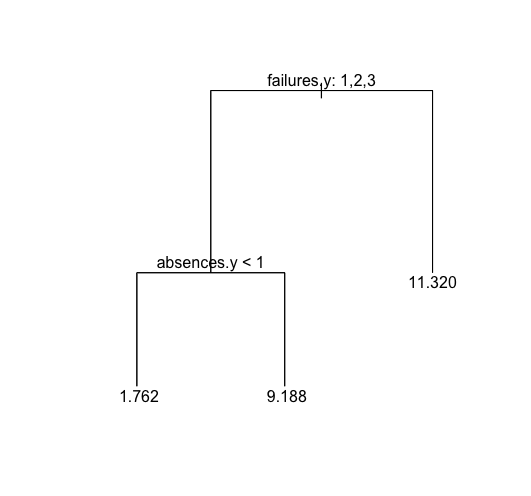 failures.y: 1,2,3
absences.y < 1
11.320
1.762
9.188